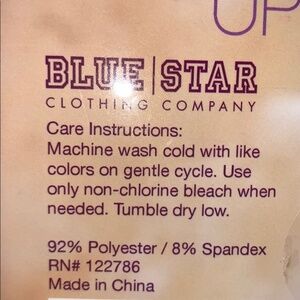 UP
BLUE|STAR
CLOTHING COMPANY
Care Instructions:
Machine wash cold with like
colors on gentle cycle. Use
only non-chlorine bleach when
needed. Tumble dry low.
92% Polyester / 8% Spandex
RN# 122786
Made in China